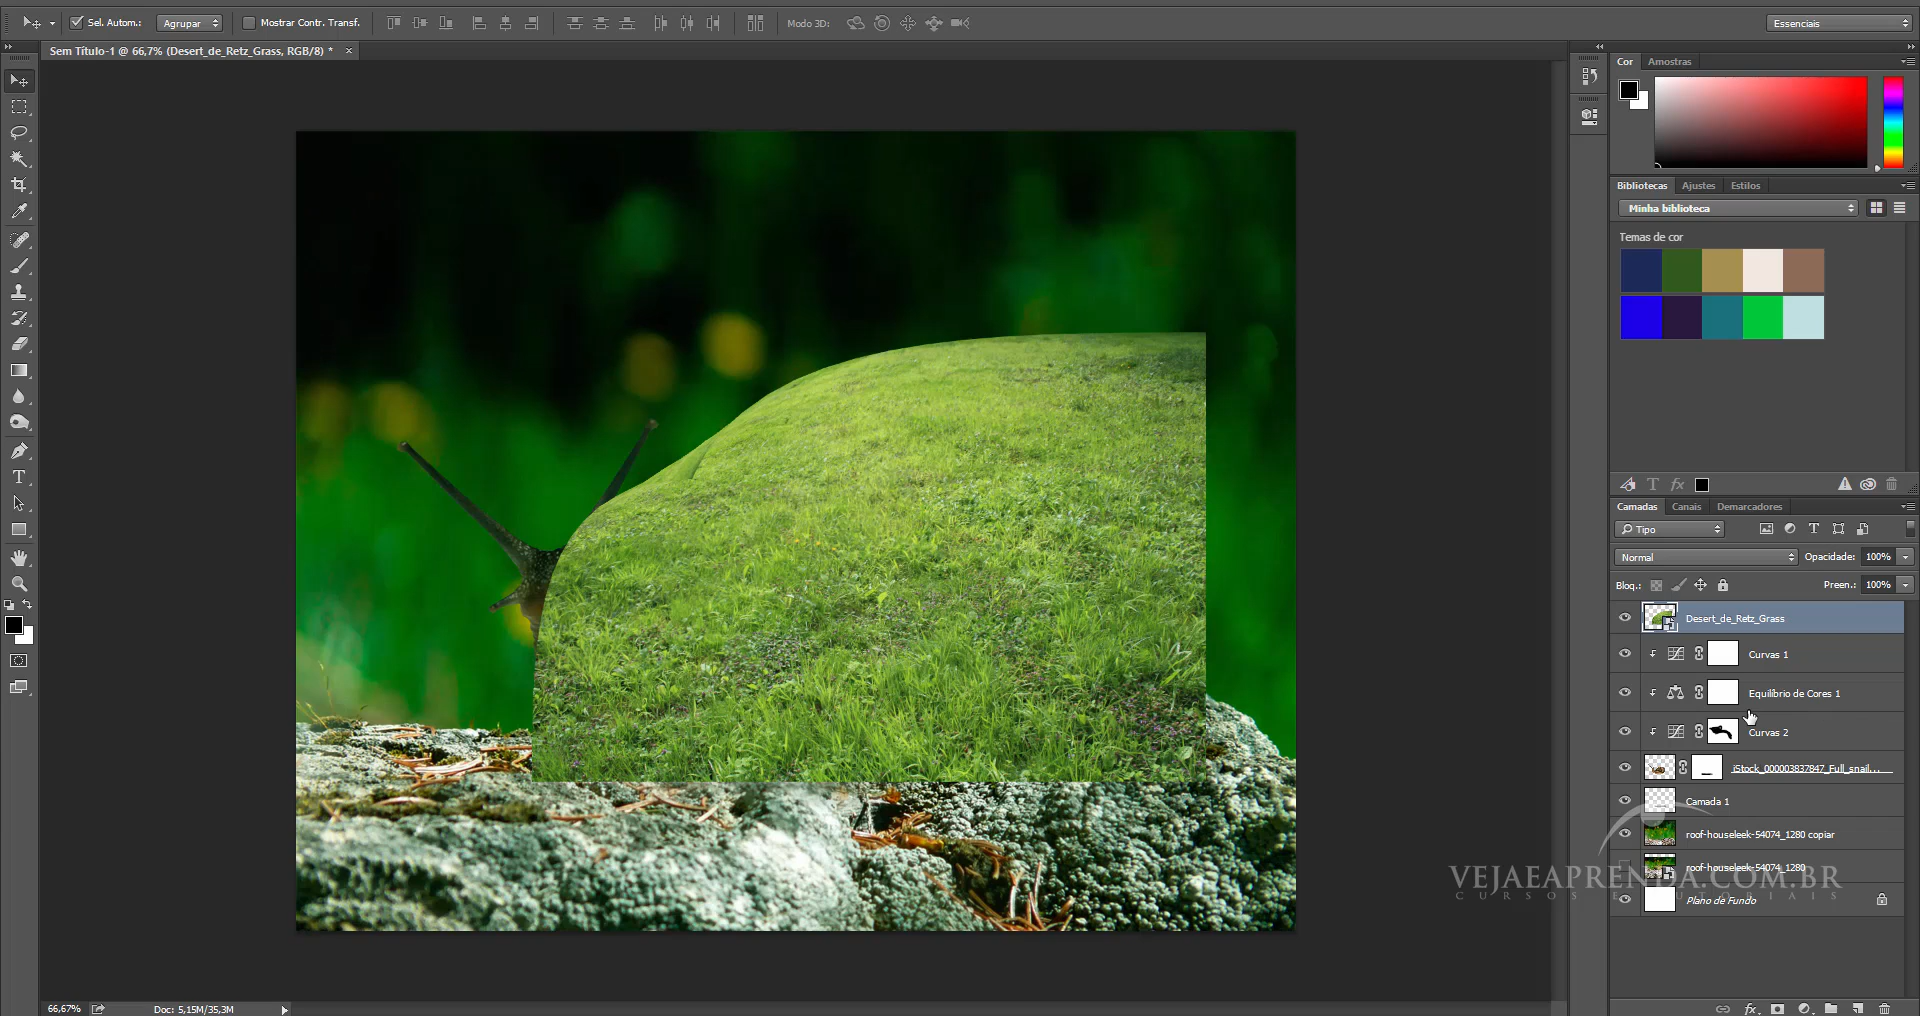 Sel. Autom.: Agrupar Mostrar Contr. Transf. Modo 3D: Essenciais
Sem Título-1 @ 66,7% (Desert_de_Retz_Grass, RGB/8) * ×
Cor Amostras
Bibliotecas Ajustes Estilos
Minha biblioteca
Temas de cor
Camadas Canais Demarcadores
Tipo
Normal Opacidade: 100%
Bloq.: Preen.: 100%
Desert_de_Retz_Grass
Curvas 1
Equilíbrio de Cores 1
Curvas 2
iStock_000003837847_Full_snail...
Camada 1
roof-houseleek-54074_1280 copiar
roof-houseleek-54074_1280
VEJAEAPRENDA.COM.BR
Plano de Fundo
66,67% Doc: 5,15M/35,3M